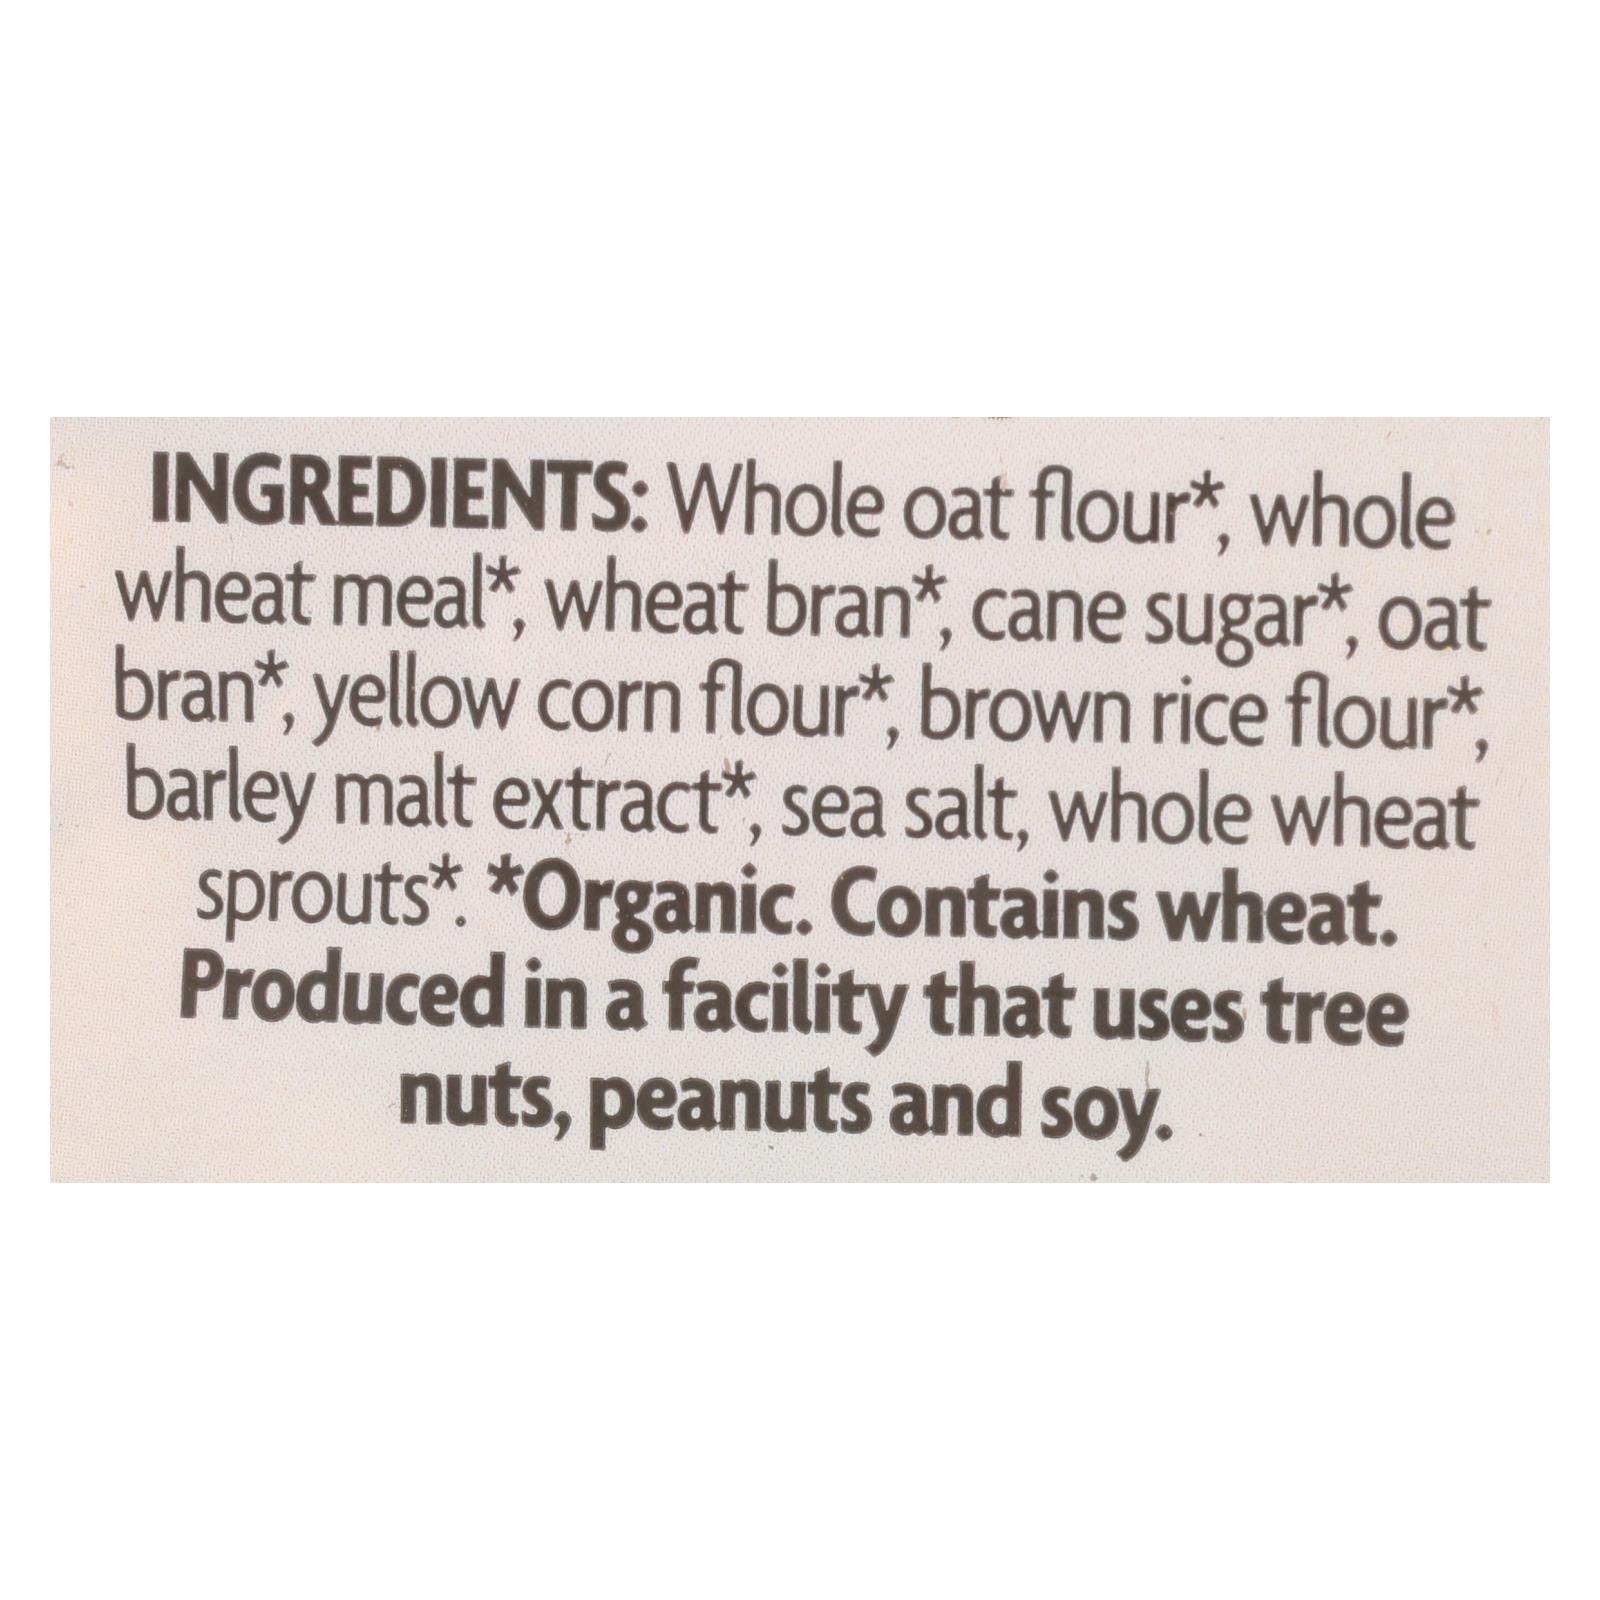 INGREDIENTS: Whole oat flour*, whole
wheat meal*, wheat bran*, cane sugar*, oat
bran*, yellow corn flour*, brown rice flour*,
barley malt extract*, sea salt, whole wheat
sprouts*. *Organic. Contains wheat.
Produced in a facility that uses tree
nuts, peanuts and soy.